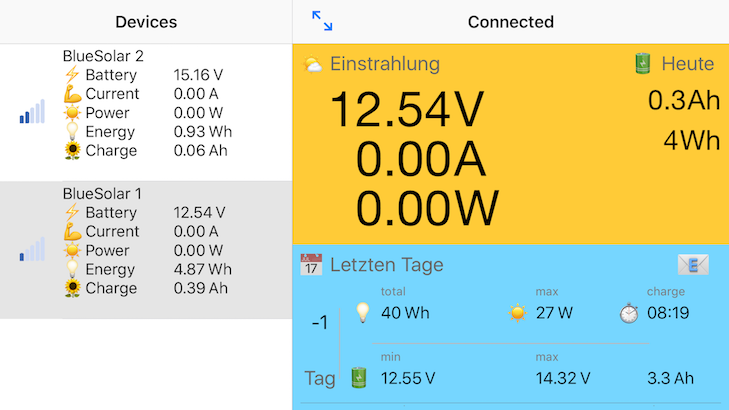 Devices
BlueSolar 2
Battery 15.16 V
Current 0.00 A
Power 0.00 W
Energy 0.93 Wh
Charge 0.06 Ah
BlueSolar 1
Battery 12.54 V
Current 0.00 A
Power 0.00 W
Energy 4.87 Wh
Charge 0.39 Ah
Connected
Einstrahlung
12.54V
0.00A
0.00W
Heute
0.3Ah
4Wh
17 Letzten Tage E
total max charge
-1 40 Wh 27 W 08:19
min max
Tag 12.55 V 14.32 V 3.3 Ah